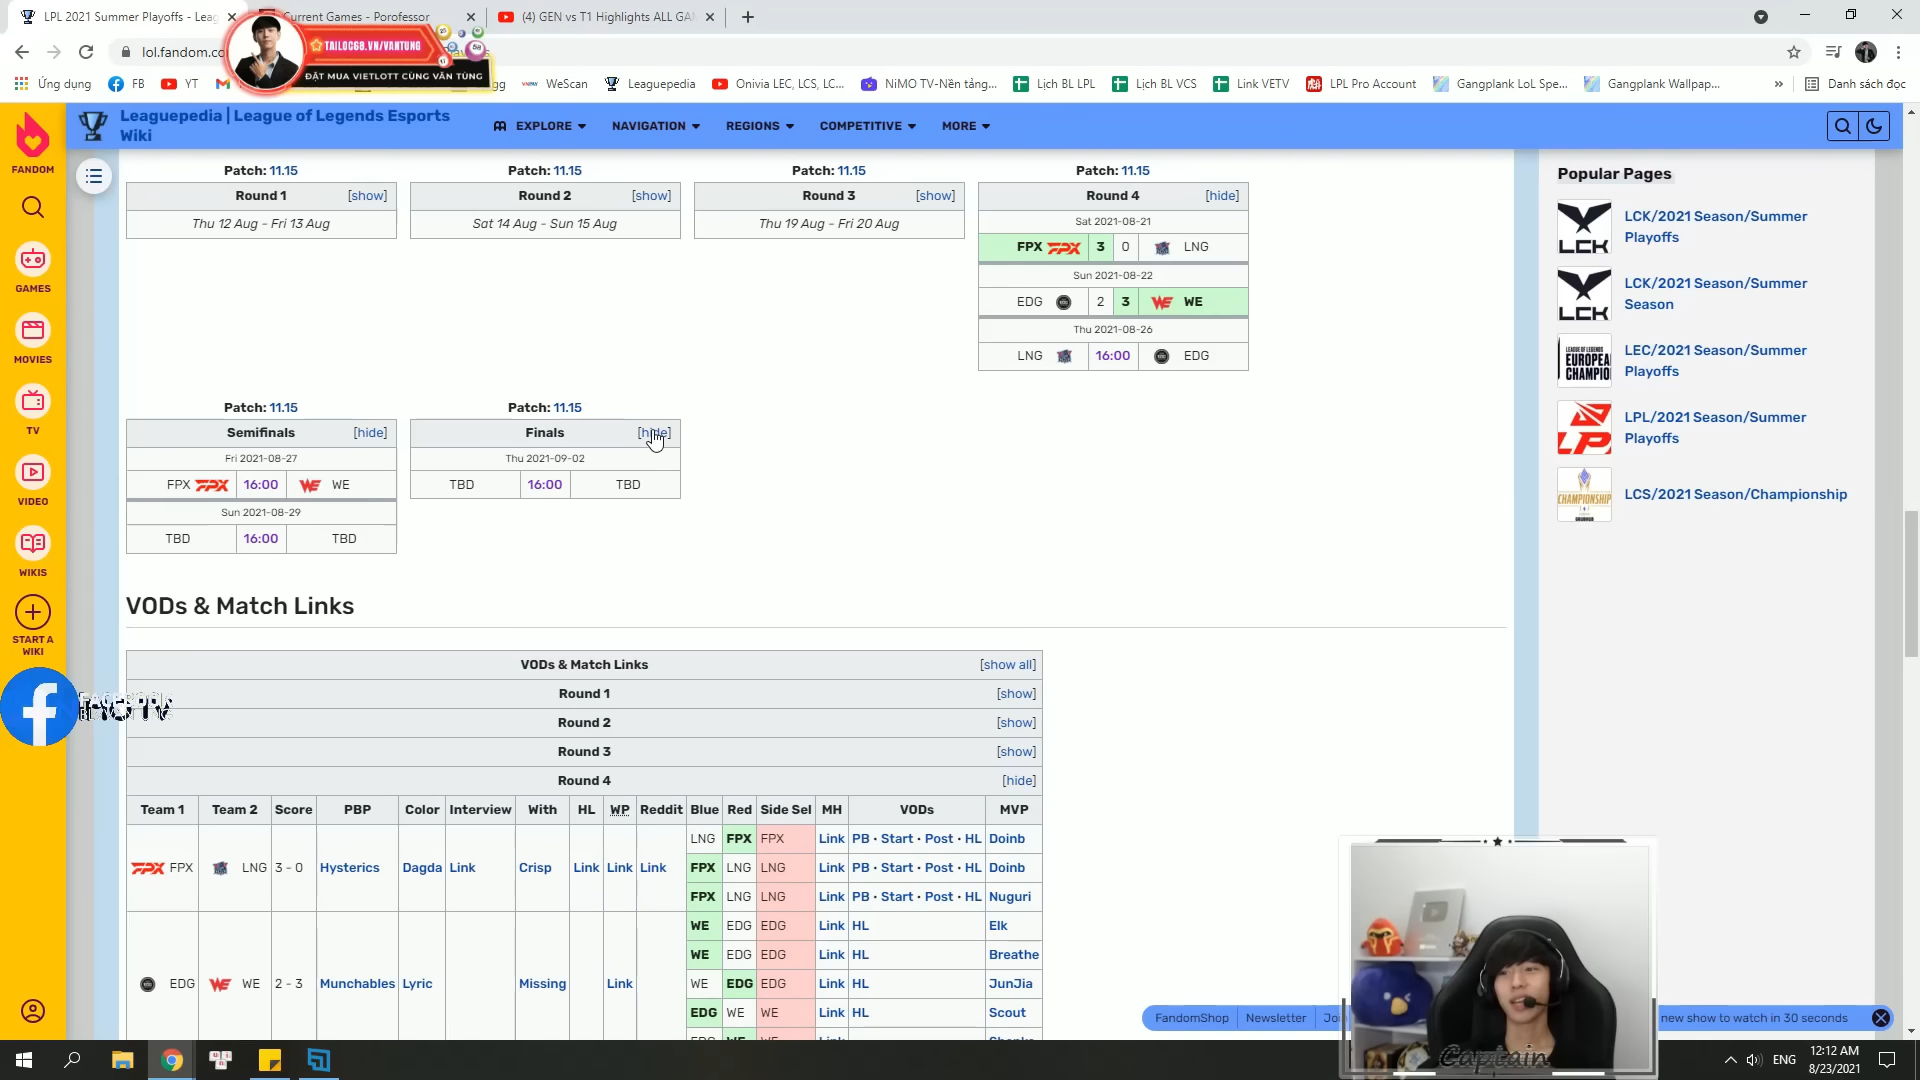 LPL 2021 Summer Playoffs - Leag
Current Games - Porofessor
(4) GEN vs T1 Highlights ALL GAM
lol.fandom.co
TAILOC68.VN/VANTUNG
ĐẶT MUA VIETLOTT CÙNG VĂN TÙNG
Ứng dụng
FB
YT
WeScan
Leaguepedia
Onivia LEC, LCS, LC...
NiMO TV-Nền tảng...
Lịch BL LPL
Lịch BL VCS
Link VETV
LPL Pro Account
Gangplank LoL Spe...
Gangplank Wallpap...
»
Danh sách đọc
FANDOM
GAMES
MOVIES
TV
VIDEO
WIKIS
START A
WIKI
Leaguepedia | League of Legends Esports
Wiki
EXPLORE
NAVIGATION
REGIONS
COMPETITIVE
MORE
Patch: 11.15
Round 1 [show]
Thu 12 Aug - Fri 13 Aug
Patch: 11.15
Round 2 [show]
Sat 14 Aug - Sun 15 Aug
Patch: 11.15
Round 3 [show]
Thu 19 Aug - Fri 20 Aug
Patch: 11.15
Round 4 [hide]
Sat 2021-08-21
FPX FPX 3 0 LNG
Sun 2021-08-22
EDG 2 3 WE WE
Thu 2021-08-26
LNG 16:00 EDG
Patch: 11.15
Semifinals [hide]
Fri 2021-08-27
FPX FPX 16:00 WE WE
Sun 2021-08-29
TBD 16:00 TBD
Patch: 11.15
Finals [hide]
Thu 2021-09-02
TBD 16:00 TBD
VODs & Match Links
VODs & Match Links [show all]
Round 1 [show]
Round 2 [show]
Round 3 [show]
Round 4 [hide]
Team 1 Team 2 Score PBP Color Interview With HL WP Reddit Blue Red Side Sel MH VODs MVP
FPX FPX LNG 3 - 0 Hysterics Dagda Link Crisp Link Link Link
LNG FPX FPX Link PB • Start • Post • HL Doinb
FPX LNG LNG Link PB • Start • Post • HL Doinb
FPX LNG LNG Link PB • Start • Post • HL Nuguri
EDG WE WE 2 - 3 Munchables Lyric Missing Link
WE EDG EDG Link HL Elk
WE EDG EDG Link HL Breathe
WE EDG EDG Link HL JunJia
EDG WE WE Link HL Scout
Popular Pages
LCK
LCK/2021 Season/Summer
Playoffs
LCK
LCK/2021 Season/Summer
Season
LEAGUE OF LEGENDS
EUROPEA
CHAMPIO
LEC/2021 Season/Summer
Playoffs
LPL/2021 Season/Summer
Playoffs
CHAMPIONSHIP
LCS/2021 Season/Championship
FandomShop
Newsletter
new show to watch in 30 seconds
Captain
ENG
12:12 AM
8/23/2021